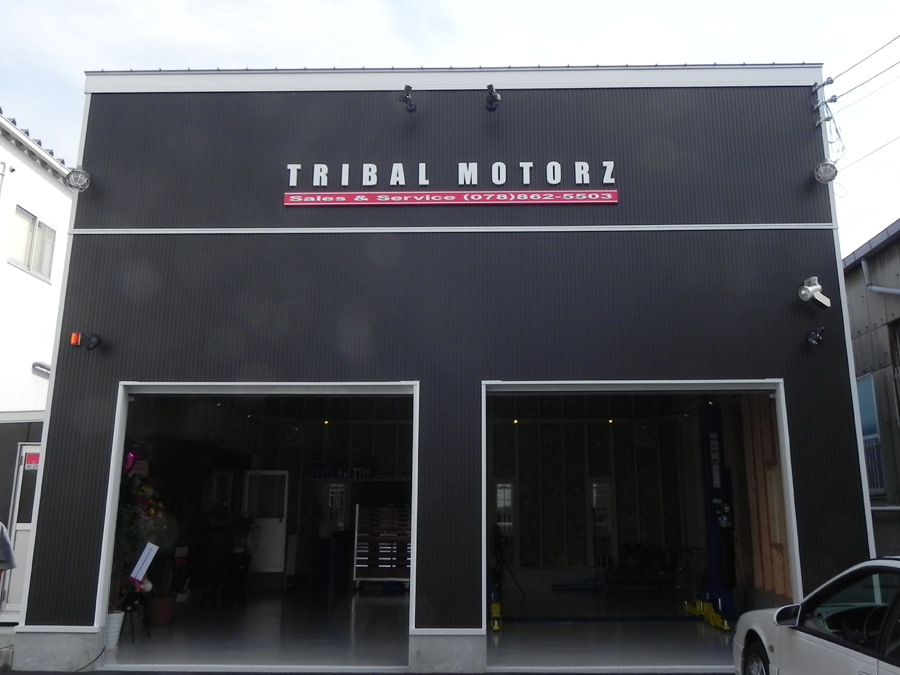 TRIBAL MOTORZ
Sales & Service (078)862-5503